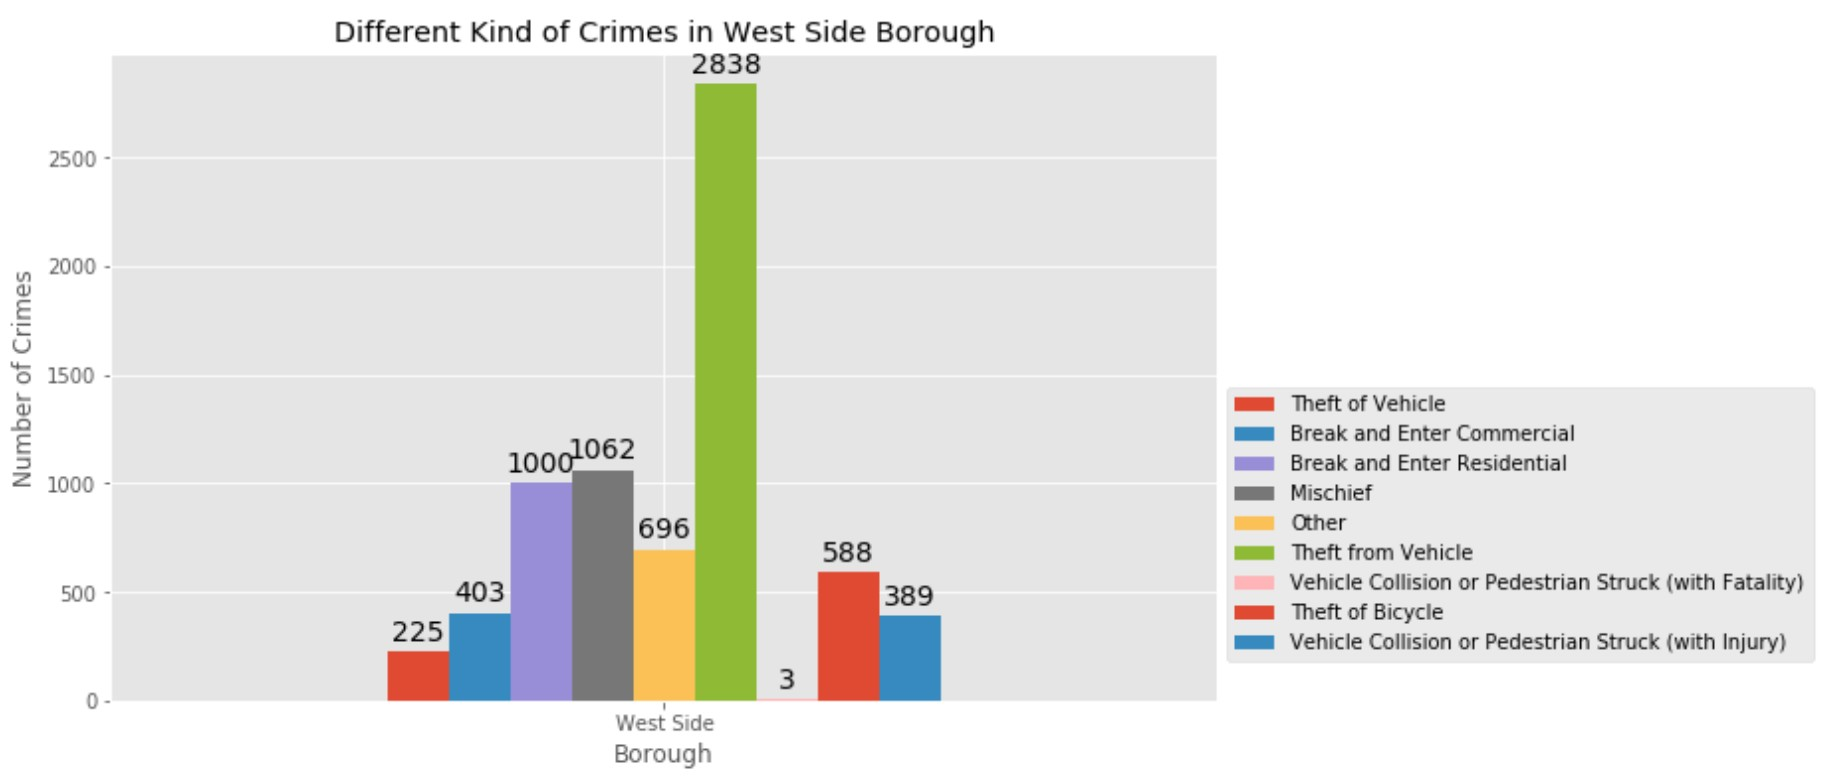 Different Kind of Crimes in West Side Borough
Number of Crimes
2500
2000
1500
1000
500
0
225
403
1000
1062
696
2838
3
588
389
West Side
Borough
Theft of Vehicle
Break and Enter Commercial
Break and Enter Residential
Mischief
Other
Theft from Vehicle
Vehicle Collision or Pedestrian Struck (with Fatality)
Theft of Bicycle
Vehicle Collision or Pedestrian Struck (with Injury)